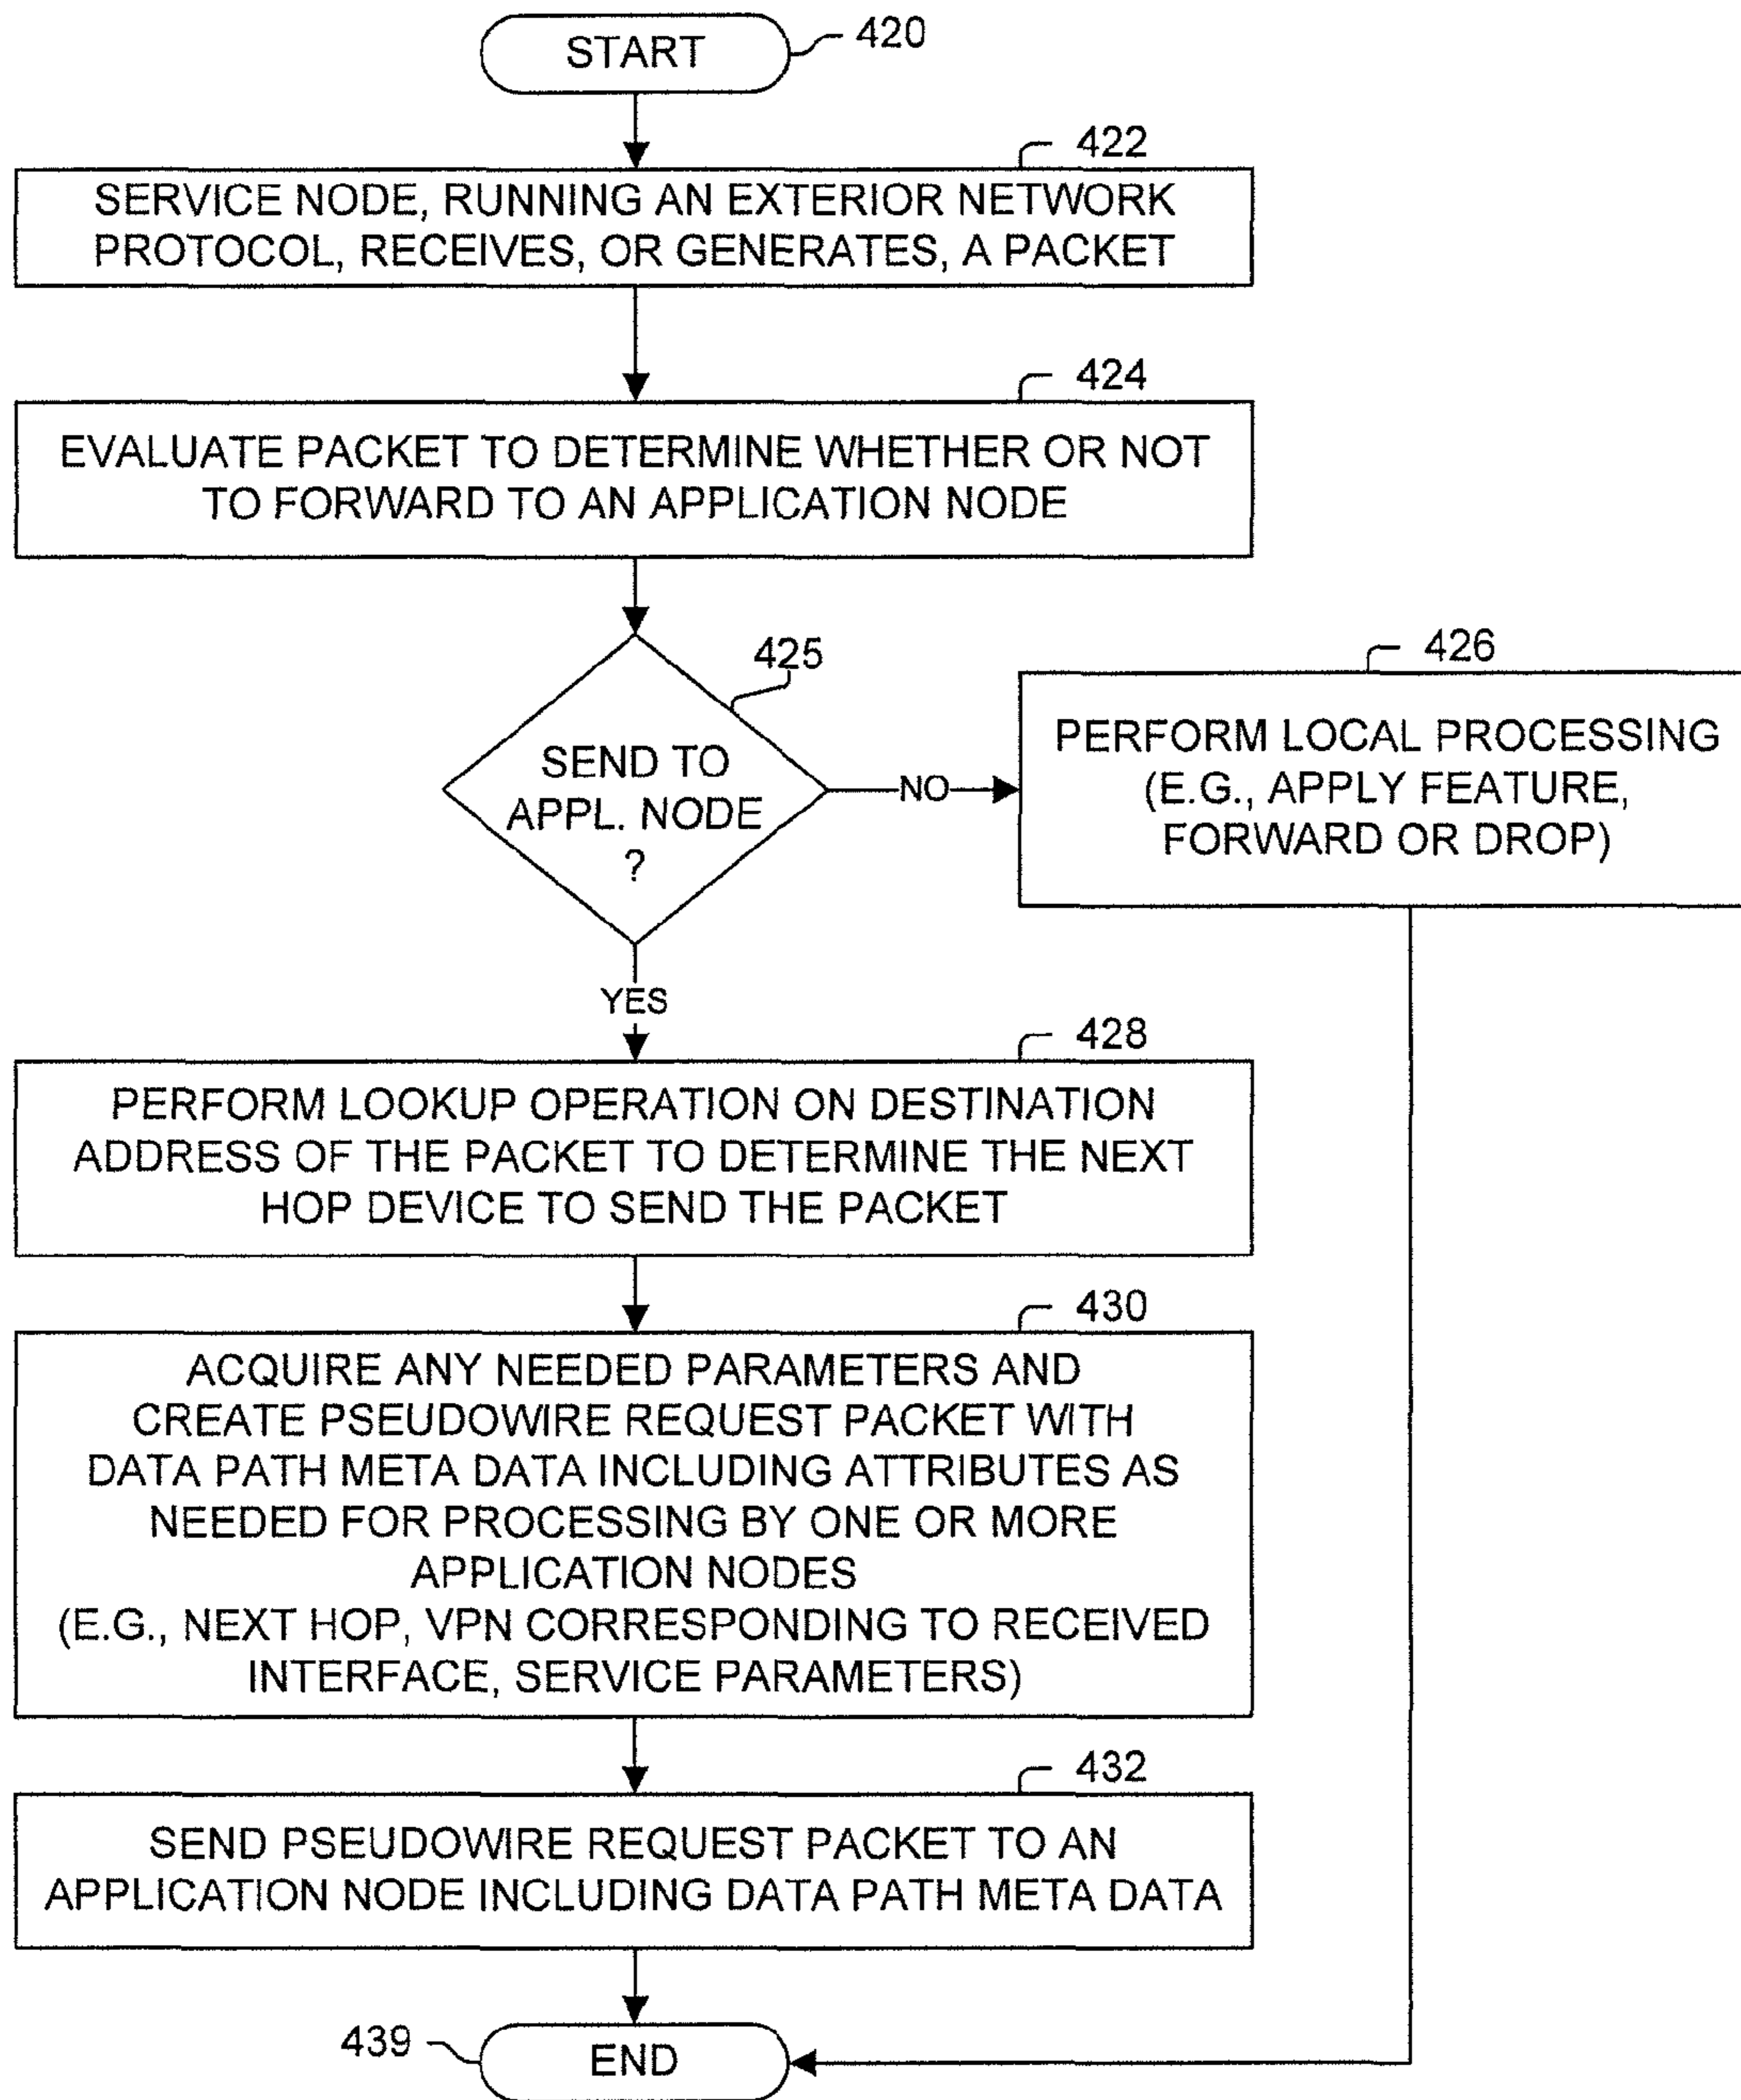 START
420
422
SERVICE NODE, RUNNING AN EXTERIOR NETWORK
PROTOCOL, RECEIVES, OR GENERATES, A PACKET
424
EVALUATE PACKET TO DETERMINE WHETHER OR NOT
TO FORWARD TO AN APPLICATION NODE
425
SEND TO
APPL. NODE
?
NO
426
PERFORM LOCAL PROCESSING
(E.G., APPLY FEATURE,
FORWARD OR DROP)
YES
428
PERFORM LOOKUP OPERATION ON DESTINATION
ADDRESS OF THE PACKET TO DETERMINE THE NEXT
HOP DEVICE TO SEND THE PACKET
430
ACQUIRE ANY NEEDED PARAMETERS AND
CREATE PSEUDOWIRE REQUEST PACKET WITH
DATA PATH META DATA INCLUDING ATTRIBUTES AS
NEEDED FOR PROCESSING BY ONE OR MORE
APPLICATION NODES
(E.G., NEXT HOP, VPN CORRESPONDING TO RECEIVED
INTERFACE, SERVICE PARAMETERS)
432
SEND PSEUDOWIRE REQUEST PACKET TO AN
APPLICATION NODE INCLUDING DATA PATH META DATA
439
END